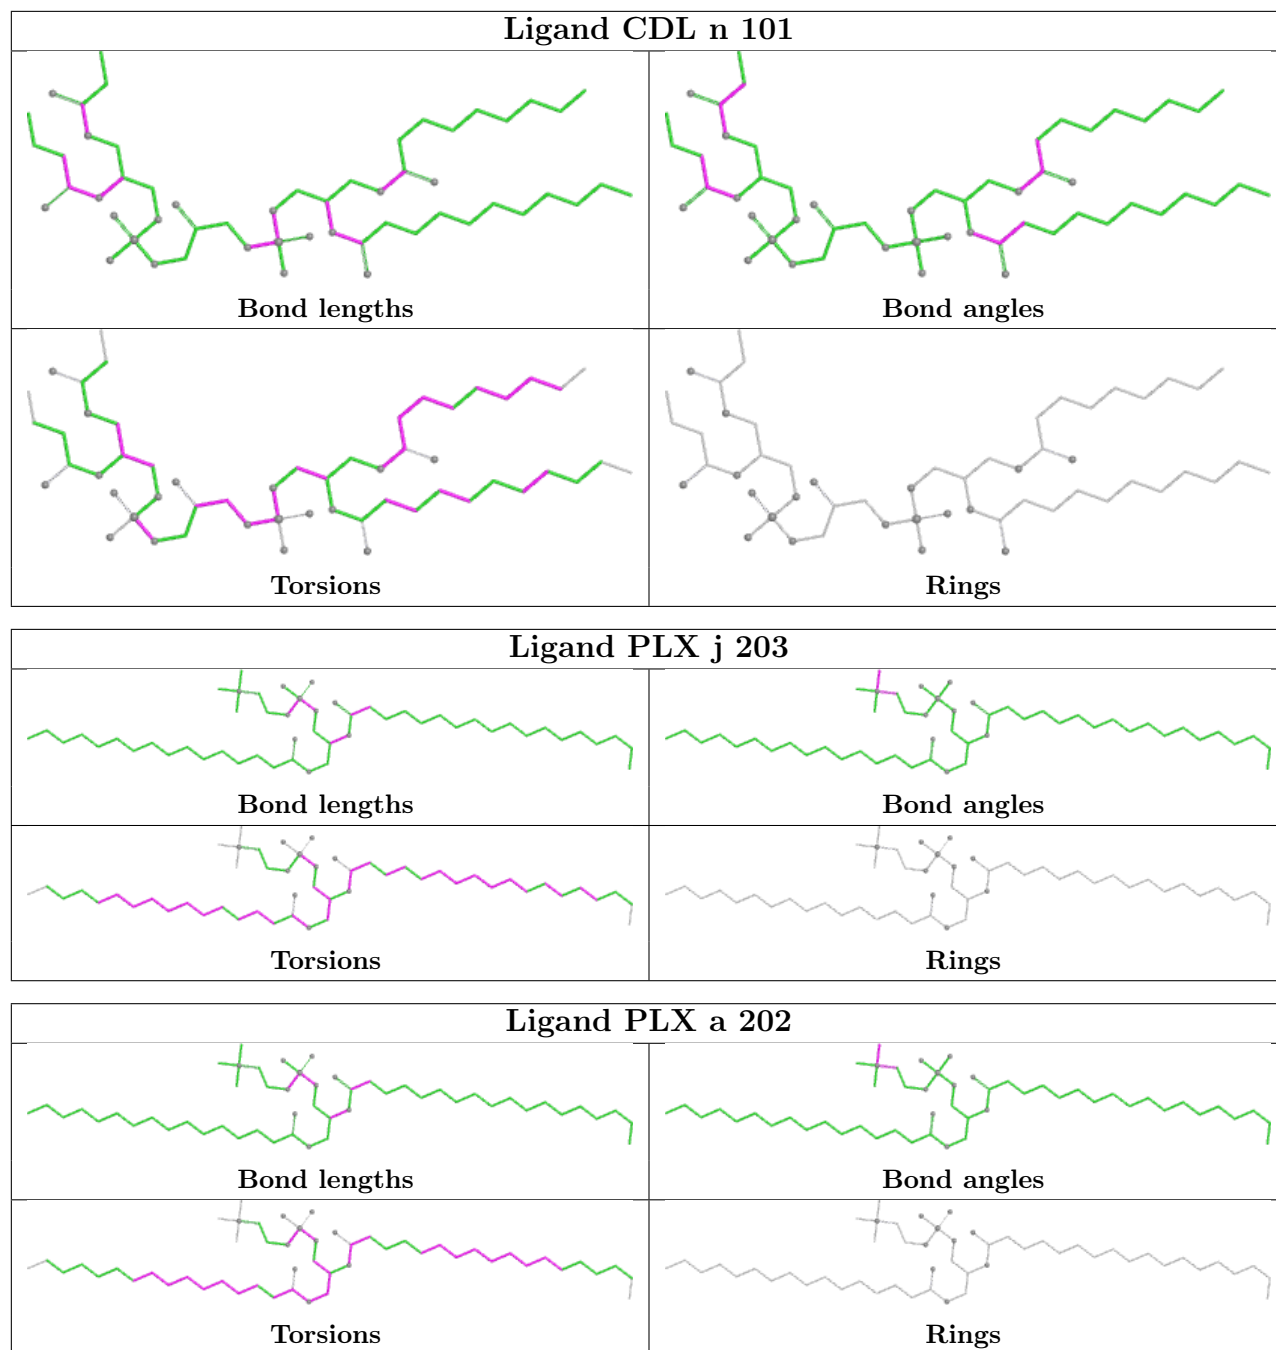 Ligand CDL n 101
Bond lengths
Bond angles
Torsions
Rings
Ligand PLX j 203
Bond lengths
Bond angles
Torsions
Rings
Ligand PLX a 202
Bond lengths
Bond angles
Torsions
Rings